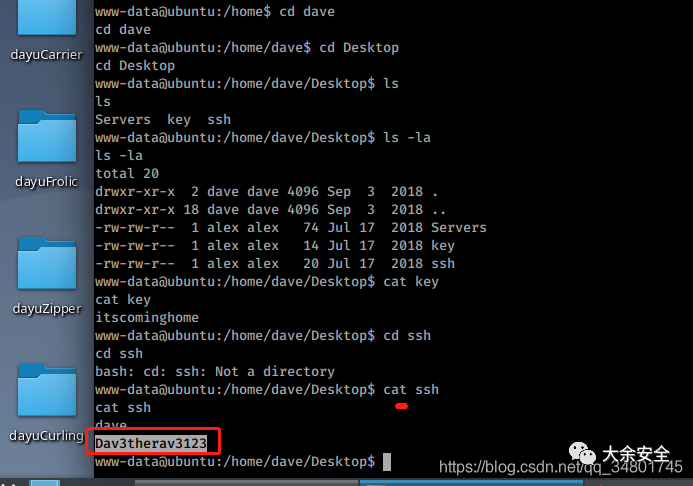 dayuCarrier
dayuFrolic
dayuZipper
dayuCurling
www-data@ubuntu:/home$ cd dave
cd dave
www-data@ubuntu:/home/dave$ cd Desktop
cd Desktop
www-data@ubuntu:/home/dave/Desktop$ ls
ls
Servers  key  ssh
www-data@ubuntu:/home/dave/Desktop$ ls -la
ls -la
total 20
drwxr-xr-x  2 dave dave 4096 Sep  3  2018 .
drwxr-xr-x 18 dave dave 4096 Sep  3  2018 ..
-rw-rw-r--  1 alex alex   74 Jul 17  2018 Servers
-rw-rw-r--  1 alex alex   14 Jul 17  2018 key
-rw-rw-r--  1 alex alex   20 Jul 17  2018 ssh
www-data@ubuntu:/home/dave/Desktop$ cat key
cat key
itscominghome
www-data@ubuntu:/home/dave/Desktop$ cd ssh
cd ssh
bash: cd: ssh: Not a directory
www-data@ubuntu:/home/dave/Desktop$ cat ssh
cat ssh
dave
Dav3therav3123
www-data@ubuntu:/home/dave/Desktop$
大余安全
https://blog.csdn.net/qq_34801745